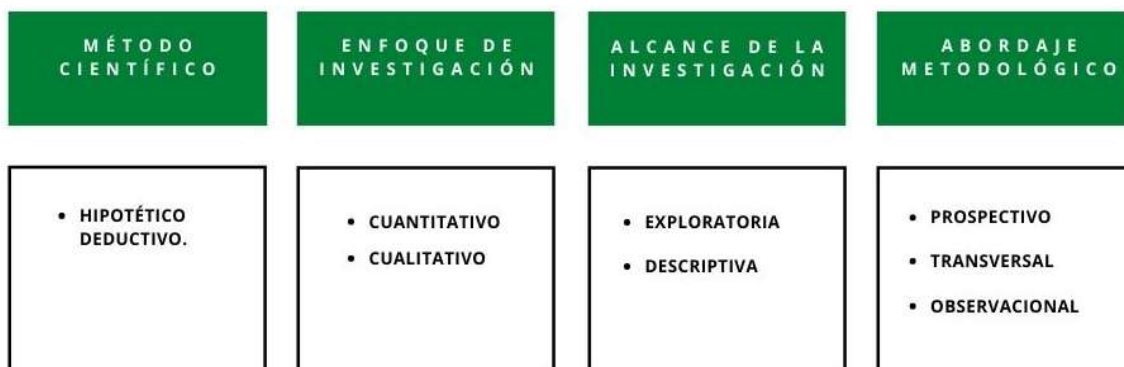 MÉTODO
CIENTÍFICO
ENFOQUE DE
INVESTIGACIÓN
ALCANCE DE LA
INVESTIGACIÓN
ABORDAJE
METODOLÓGICO
• HIPOTÉTICO
DEDUCTIVO.
• CUANTITATIVO
• CUALITATIVO
• EXPLORATORIA
• DESCRIPTIVA
• PROSPECTIVO
• TRANSVERSAL
• OBSERVACIONAL